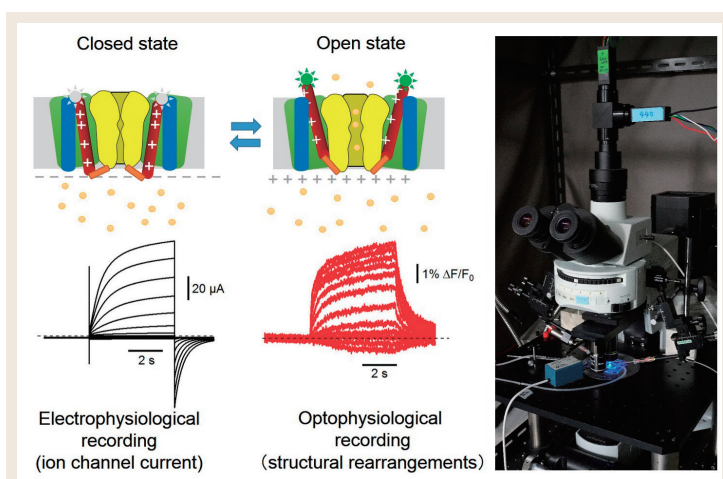 Closed state
Open state
20 µA
1% ΔF/F₀
2 s
2 s
Electrophysiological
recording
(ion channel current)
Optophysiological
recording
(structural rearrangements)